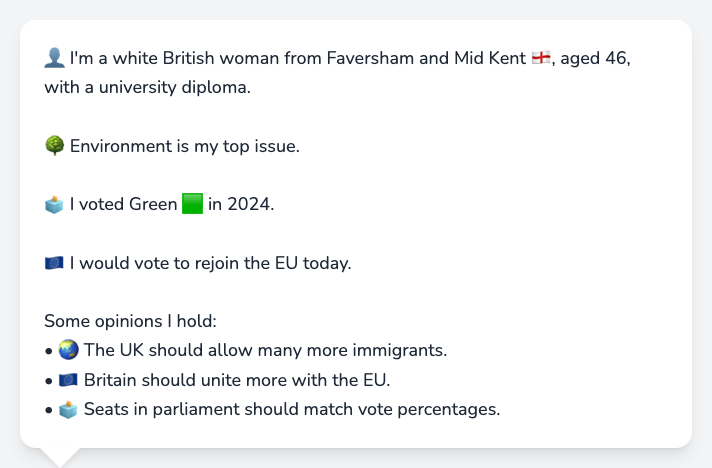 👤 I'm a white British woman from Faversham and Mid Kent 🏴󠁧󠁢󠁥󠁮󠁧󠁿, aged 46,
with a university diploma.
🌳 Environment is my top issue.
🗳️ I voted Green 🟩 in 2024.
🇪🇺 I would vote to rejoin the EU today.
Some opinions I hold:
• 🌏 The UK should allow many more immigrants.
• 🇪🇺 Britain should unite more with the EU.
• 🗳️ Seats in parliament should match vote percentages.